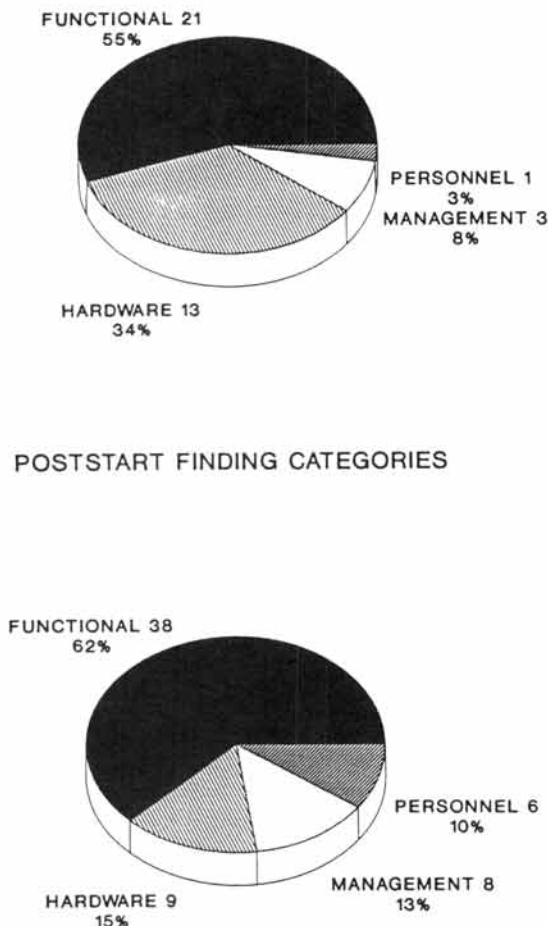 FUNCTIONAL 21
55%
PERSONNEL 1
3%
MANAGEMENT 3
8%
HARDWARE 13
34%
POSTSTART FINDING CATEGORIES
FUNCTIONAL 38
62%
PERSONNEL 6
10%
MANAGEMENT 8
13%
HARDWARE 9
15%